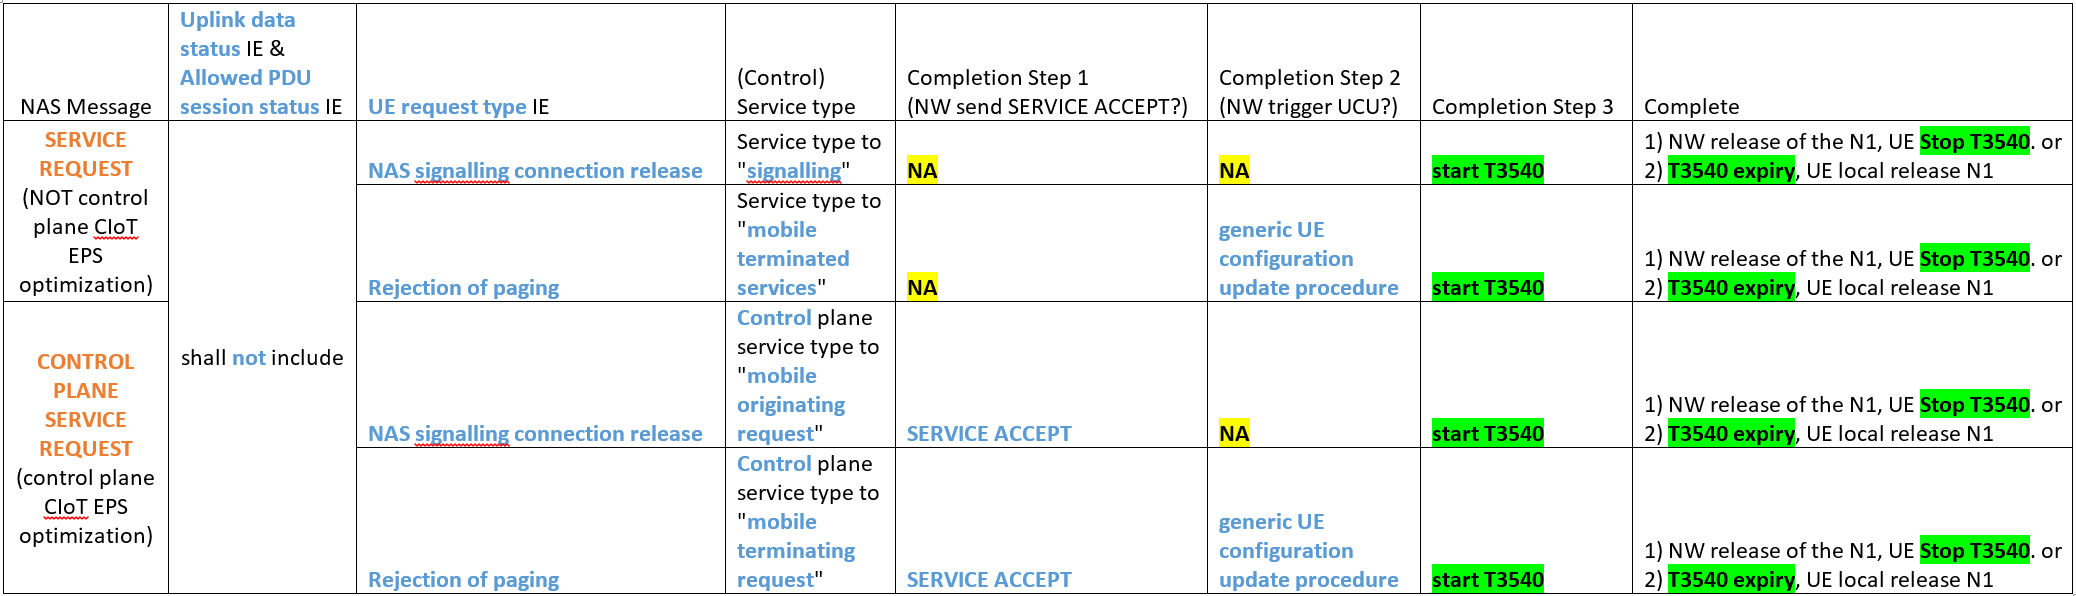 NAS Message
Uplink data
status IE &
Allowed PDU
session status IE
UE request type IE
(Control)
Service type
Completion Step 1
(NW send SERVICE ACCEPT?)
Completion Step 2
(NW trigger UCU?)
Completion Step 3
Complete
SERVICE
REQUEST
(NOT control
plane CIoT
EPS
optimization)
shall not include
NAS signalling connection release
Service type to
"signalling"
NA
NA
start T3540
1) NW release of the N1, UE Stop T3540. or
2) T3540 expiry, UE local release N1
Rejection of paging
Service type to
"mobile
terminated
services"
NA
generic UE
configuration
update procedure
start T3540
1) NW release of the N1, UE Stop T3540. or
2) T3540 expiry, UE local release N1
CONTROL
PLANE
SERVICE
REQUEST
(control plane
CIoT EPS
optimization)
NAS signalling connection release
Control plane
service type to
"mobile
originating
request"
SERVICE ACCEPT
NA
start T3540
1) NW release of the N1, UE Stop T3540. or
2) T3540 expiry, UE local release N1
Rejection of paging
Control plane
service type to
"mobile
terminating
request"
SERVICE ACCEPT
generic UE
configuration
update procedure
start T3540
1) NW release of the N1, UE Stop T3540. or
2) T3540 expiry, UE local release N1